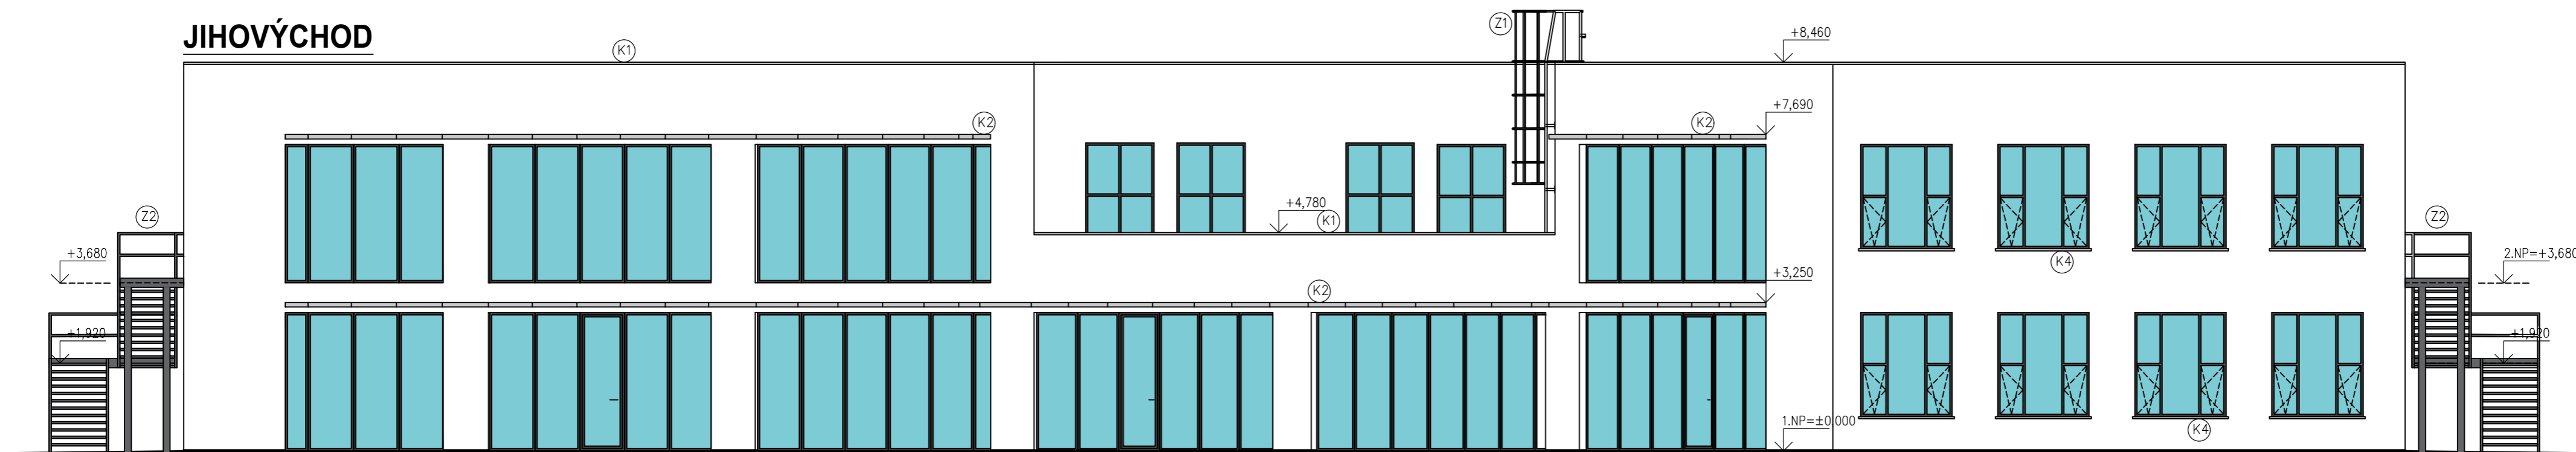 JIHOVÝCHOD
K1
Z1
+8,460
K2
K2
+7,690
Z2
+4,780
K1
Z2
+3,680
K4
2.NP=+3,680
K2
+3,250
+1,920
+1,920
1.NP=±0,000
K4